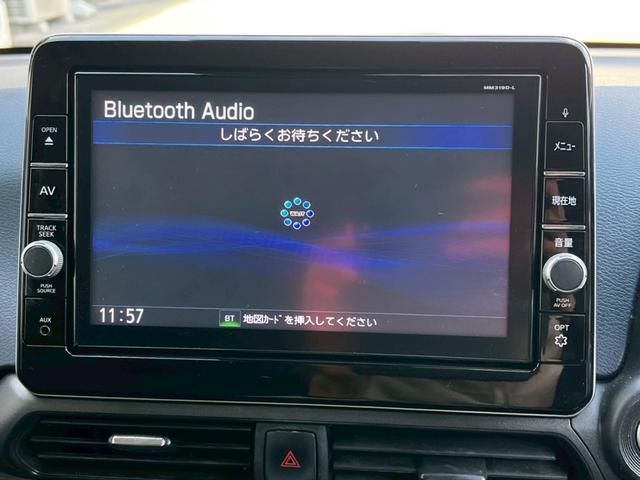 MM319D-L
Bluetooth Audio
しばらくお待ちください
WAIT
11:57
BT 地図ｶｰﾄﾞを挿入してください
OPEN
AV
TRACK
SEEK
PUSH
SOURCE
AUX
メニュー
現在地
音量
PUSH
AV OFF
OPT